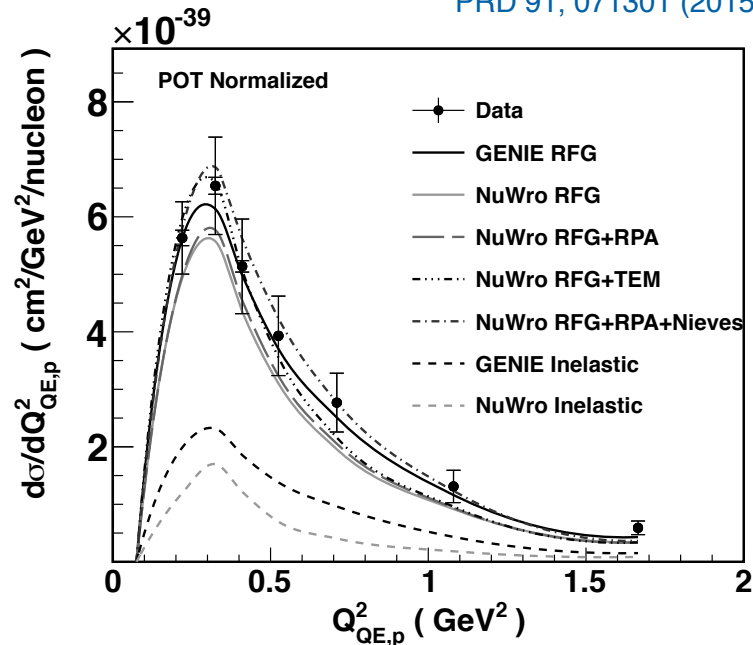 PRD 91, 071301 (2015
×10⁻³⁹
POT Normalized
Data
GENIE RFG
NuWro RFG
NuWro RFG+RPA
NuWro RFG+TEM
NuWro RFG+RPA+Nieves
GENIE Inelastic
NuWro Inelastic
dσ/dQ²_QE,p ( cm²/GeV²/nucleon )
8
6
4
2
0 0.5 1 1.5 2
Q²_QE,p ( GeV² )